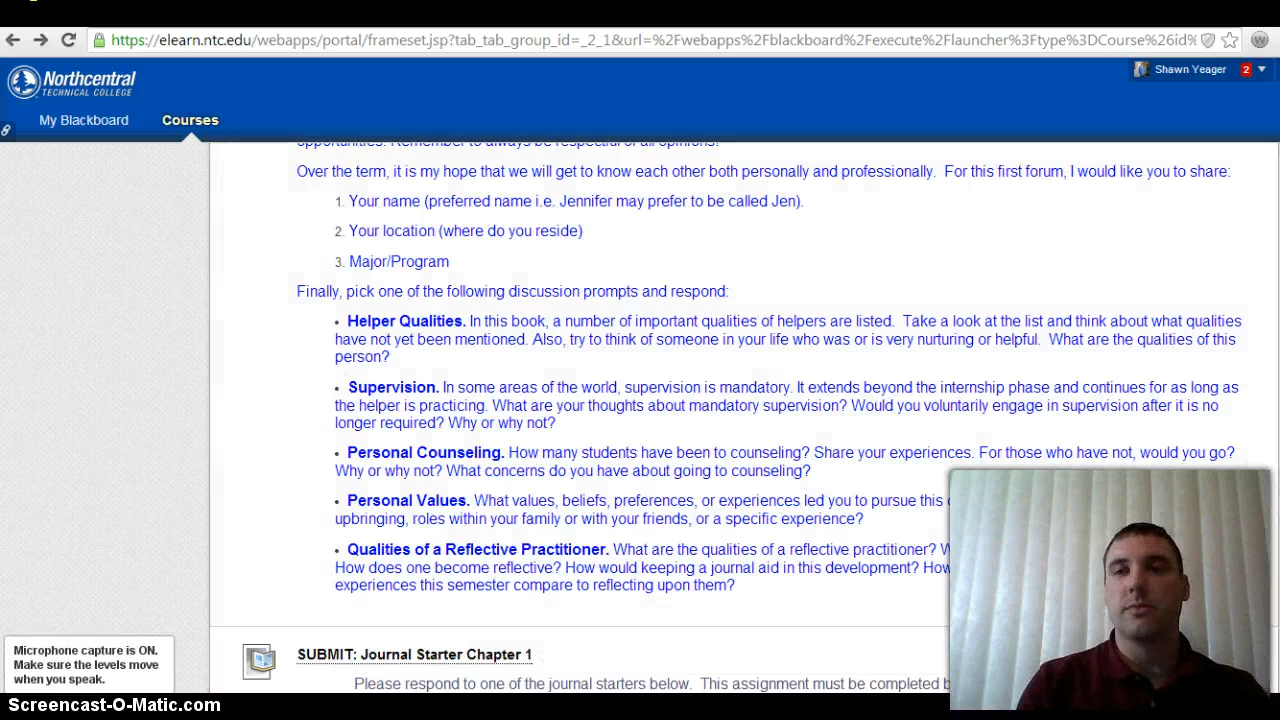 https://elearn.ntc.edu/webapps/portal/frameset.jsp?tab_tab_group_id=_2_1&url=%2Fwebapps%2Fblackboard%2Fexecute%2Flauncher%3Ftype%3DCourse%26id%
Northcentral
TECHNICAL COLLEGE
Shawn Yeager 2
My Blackboard Courses
opportunities. Remember to always be respectful of all opinions!
Over the term, it is my hope that we will get to know each other both personally and professionally. For this first forum, I would like you to share:
1. Your name (preferred name i.e. Jennifer may prefer to be called Jen).
2. Your location (where do you reside)
3. Major/Program
Finally, pick one of the following discussion prompts and respond:
• Helper Qualities. In this book, a number of important qualities of helpers are listed. Take a look at the list and think about what qualities
have not yet been mentioned. Also, try to think of someone in your life who was or is very nurturing or helpful. What are the qualities of this
person?
• Supervision. In some areas of the world, supervision is mandatory. It extends beyond the internship phase and continues for as long as
the helper is practicing. What are your thoughts about mandatory supervision? Would you voluntarily engage in supervision after it is no
longer required? Why or why not?
• Personal Counseling. How many students have been to counseling? Share your experiences. For those who have not, would you go?
Why or why not? What concerns do you have about going to counseling?
• Personal Values. What values, beliefs, preferences, or experiences led you to pursue this
upbringing, roles within your family or with your friends, or a specific experience?
• Qualities of a Reflective Practitioner. What are the qualities of a reflective practitioner?
How does one become reflective? How would keeping a journal aid in this development?
experiences this semester compare to reflecting upon them?
SUBMIT: Journal Starter Chapter 1
Please respond to one of the journal starters below. This assignment must be completed
Microphone capture is ON.
Make sure the levels move
when you speak.
Screencast-O-Matic.com